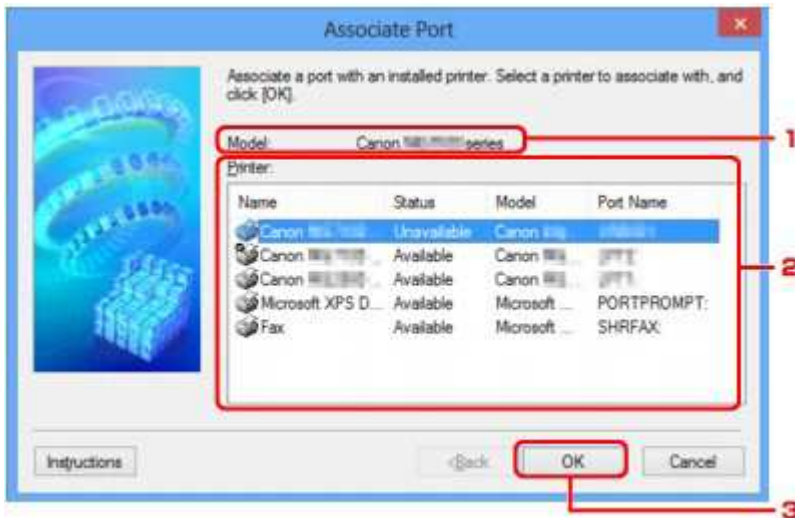 Associate Port
Associate a port with an installed printer. Select a printer to associate with, and
click [OK].
Model: Canon series 1
Printer:
Name Status Model Port Name
Canon Unavailable Canon
Canon Available Canon 2
Canon Available Canon
Microsoft XPS D... Available Microsoft ... PORTPROMPT:
Fax Available Microsoft ... SHRFAX:
Instructions <Back OK Cancel
3